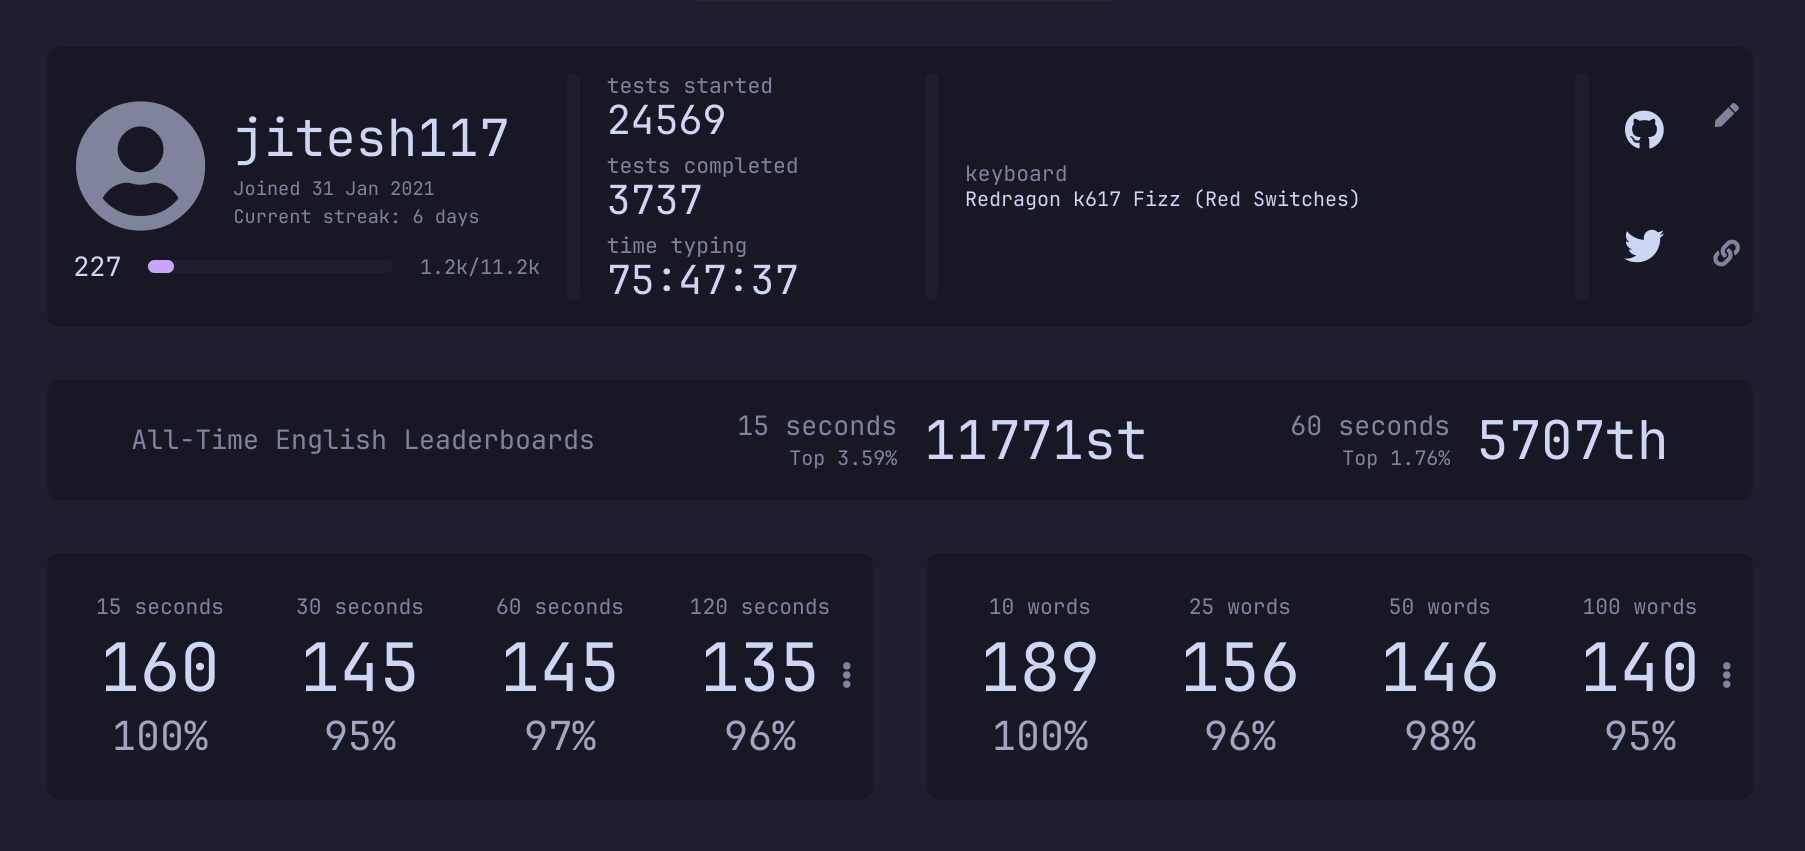 jitesh117
Joined 31 Jan 2021
Current streak: 6 days
227 1.2k/11.2k
tests started
24569
tests completed
3737
time typing
75:47:37
keyboard
Redragon k617 Fizz (Red Switches)
All-Time English Leaderboards
15 seconds
Top 3.59%
11771st
60 seconds
Top 1.76%
5707th
15 seconds
160
100%
30 seconds
145
95%
60 seconds
145
97%
120 seconds
135
96%
10 words
189
100%
25 words
156
96%
50 words
146
98%
100 words
140
95%